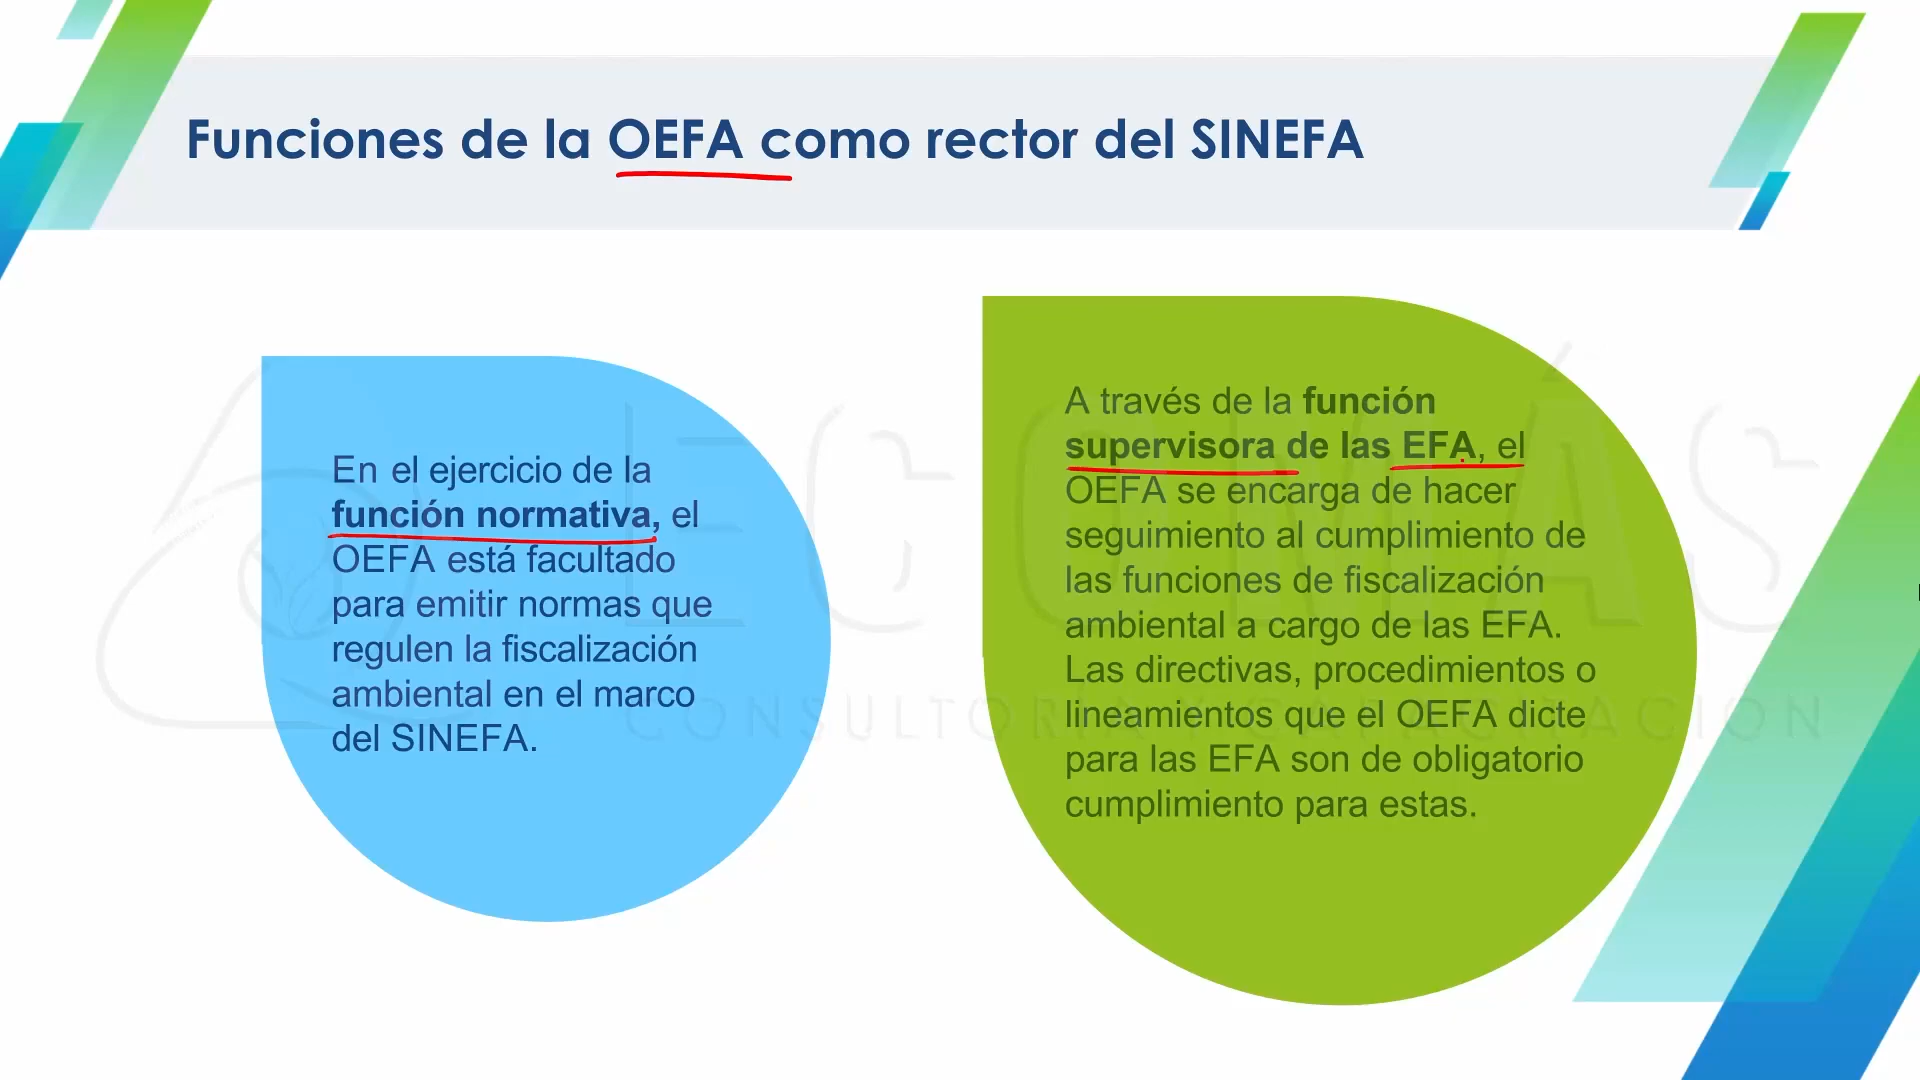 Funciones de la OEFA como rector del SINEFA
En el ejercicio de la
función normativa, el
OEFA está facultado
para emitir normas que
regulen la fiscalización
ambiental en el marco
del SINEFA.
A través de la función
supervisora de las EFA, el
OEFA se encarga de hacer
seguimiento al cumplimiento de
las funciones de fiscalización
ambiental a cargo de las EFA.
Las directivas, procedimientos o
lineamientos que el OEFA dicte
para las EFA son de obligatorio
cumplimiento para estas.
ECOMÁS
CONSULTORÍA Y CAPACITACIÓN